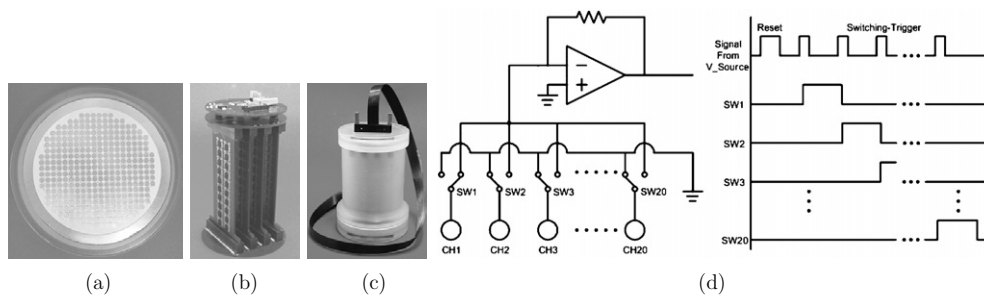 Reset
Switching-Trigger
Signal
From
V_Source
SW1
SW2
SW3
SW20
SW1
SW2
SW3
SW20
CH1
CH2
CH3
CH20
(a)
(b)
(c)
(d)